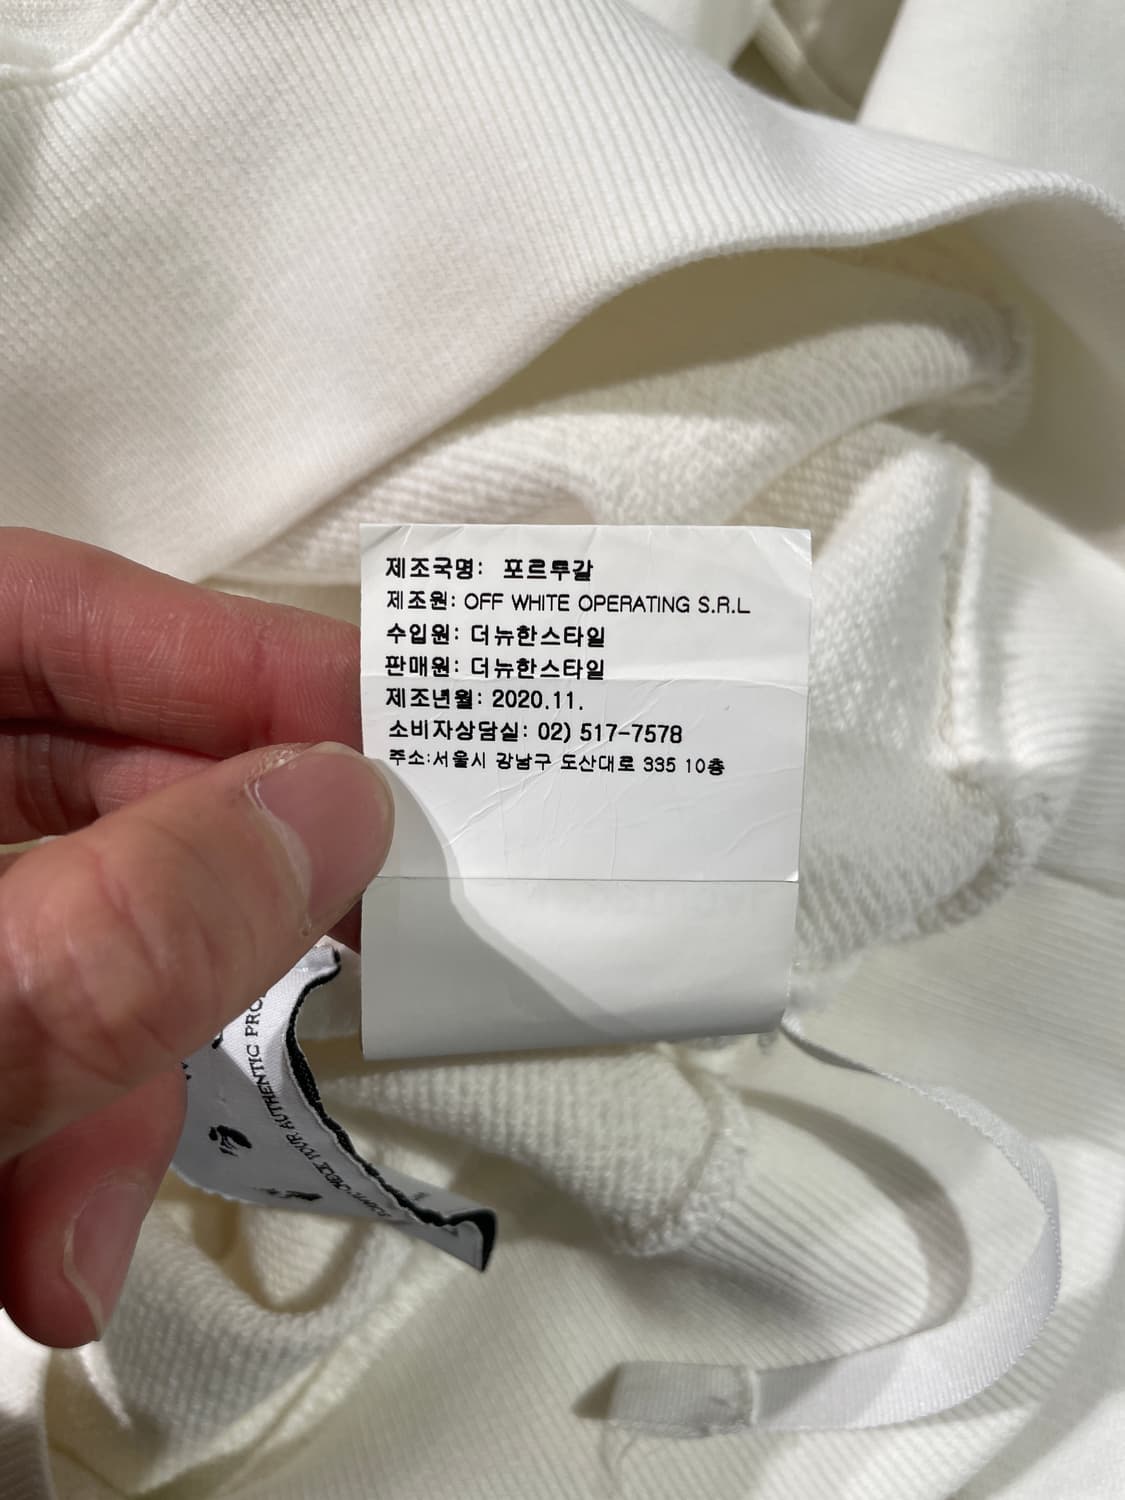 제조국명: 포르투갈
제조원: OFF WHITE OPERATING S.R.L
수입원: 더뉴한스타일
판매원: 더뉴한스타일
제조년월: 2020.11.
소비자상담실: 02) 517-7578
주소:서울시 강남구 도산대로 335 10층
CHECK YOUR AUTHENTIC